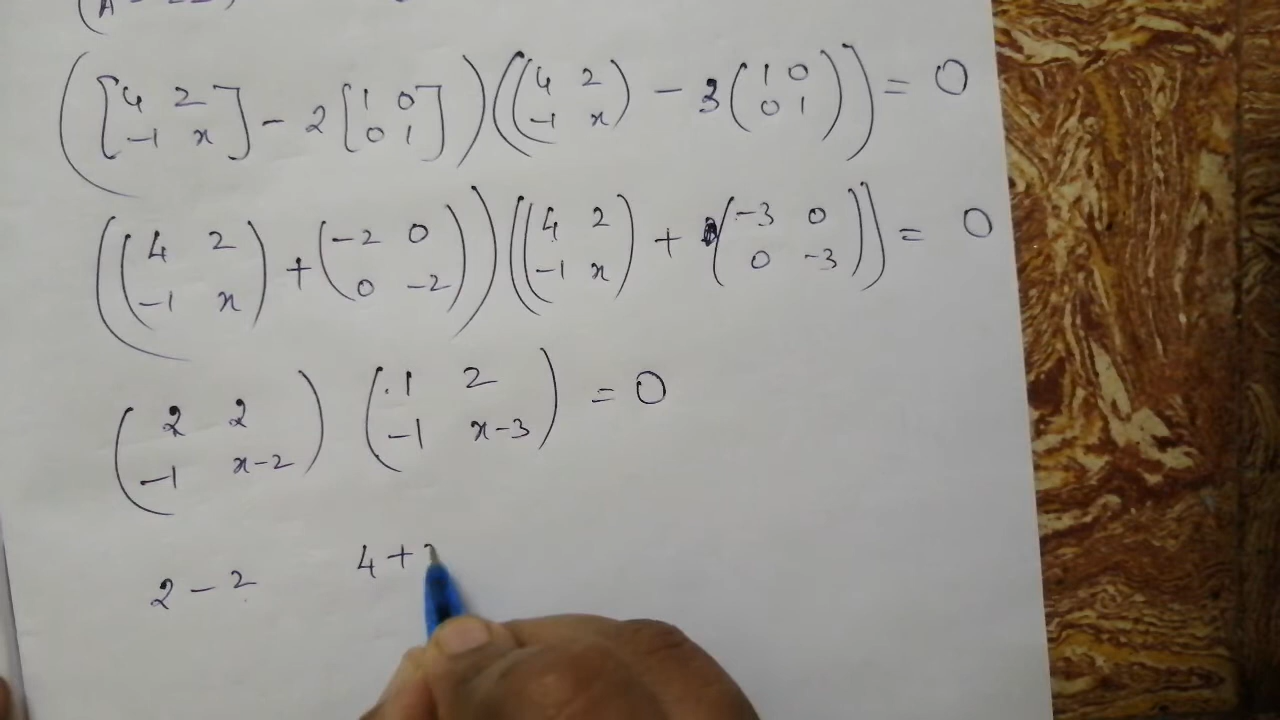 ([4 2 -1 x] - 2 [1 0 0 1]) ((4 2 -1 x) - 3 (1 0 0 1)) = 0
((4 2 -1 x) + (-2 0 0 -2)) ((4 2 -1 x) + (-3 0 0 -3)) = 0
(2 2 -1 x-2) (1 2 -1 x-3) = 0
2 - 2 4 +